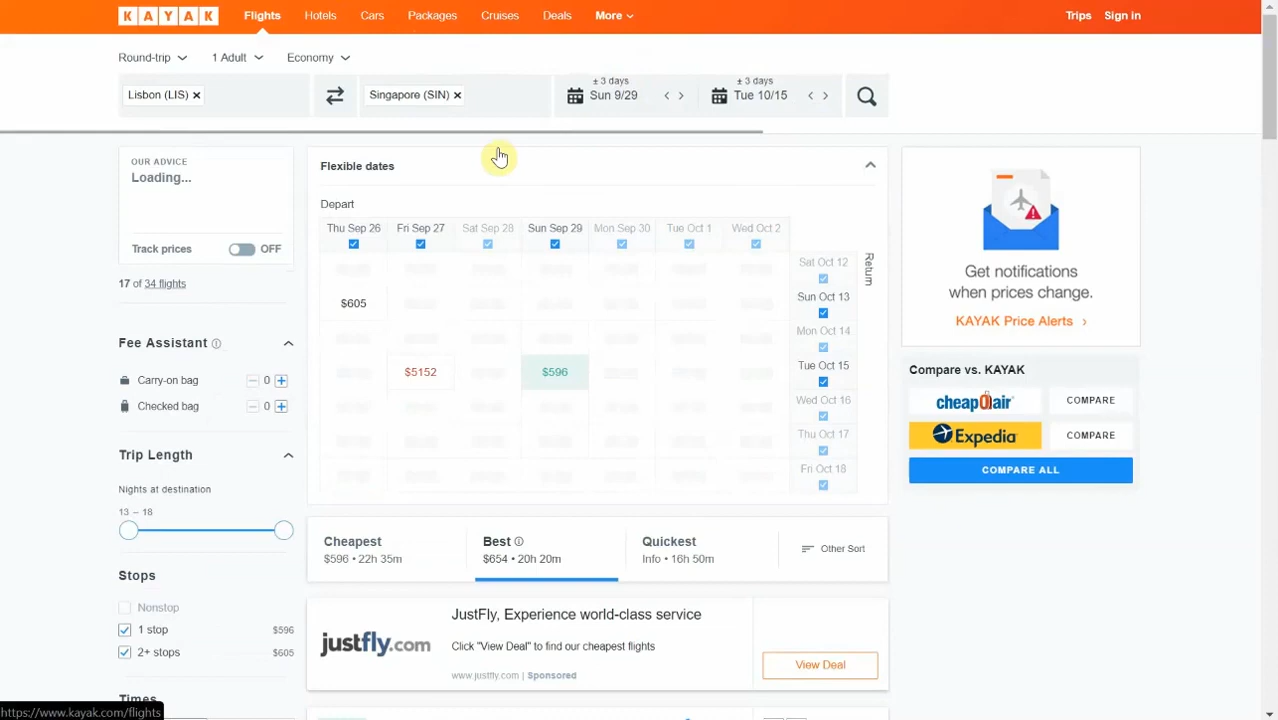 KAYAK
Flights
Hotels
Cars
Packages
Cruises
Deals
More
Trips
Sign in
Round-trip
1 Adult
Economy
Lisbon (LIS) ×
Singapore (SIN) ×
± 3 days
Sun 9/29
± 3 days
Tue 10/15
OUR ADVICE
Loading...
Track prices
OFF
17 of 34 flights
Fee Assistant
Carry-on bag
0
Checked bag
0
Trip Length
Nights at destination
13 – 18
Stops
Nonstop
1 stop
$596
2+ stops
$605
Times
https://www.kayak.com/flights
Flexible dates
Depart
Thu Sep 26
Fri Sep 27
Sat Sep 28
Sun Sep 29
Mon Sep 30
Tue Oct 1
Wed Oct 2
Return
Sat Oct 12
Sun Oct 13
Mon Oct 14
Tue Oct 15
Wed Oct 16
Thu Oct 17
Fri Oct 18
$605
$5152
$596
Cheapest
$596 • 22h 35m
Best
$654 • 20h 20m
Quickest
Info • 16h 50m
Other Sort
justfly.com
JustFly, Experience world-class service
Click "View Deal" to find our cheapest flights
www.justfly.com | Sponsored
View Deal
Get notifications
when prices change.
KAYAK Price Alerts ›
Compare vs. KAYAK
cheapOair
COMPARE
Expedia
COMPARE
COMPARE ALL